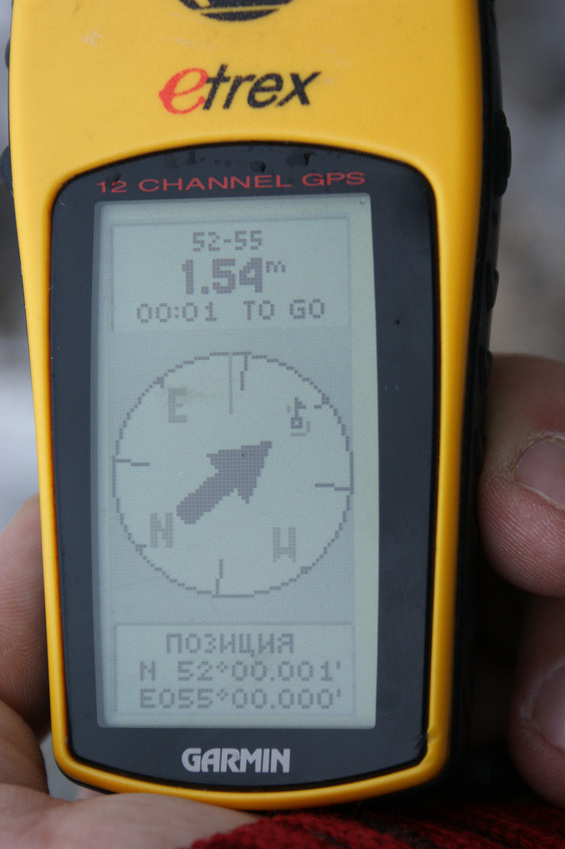 etrex
12 CHANNEL GPS
52-55
1.54m
00:01 TO GO
E
N
W
ПОЗИЦИЯ
N 52°00.001'
E055°00.000'
GARMIN